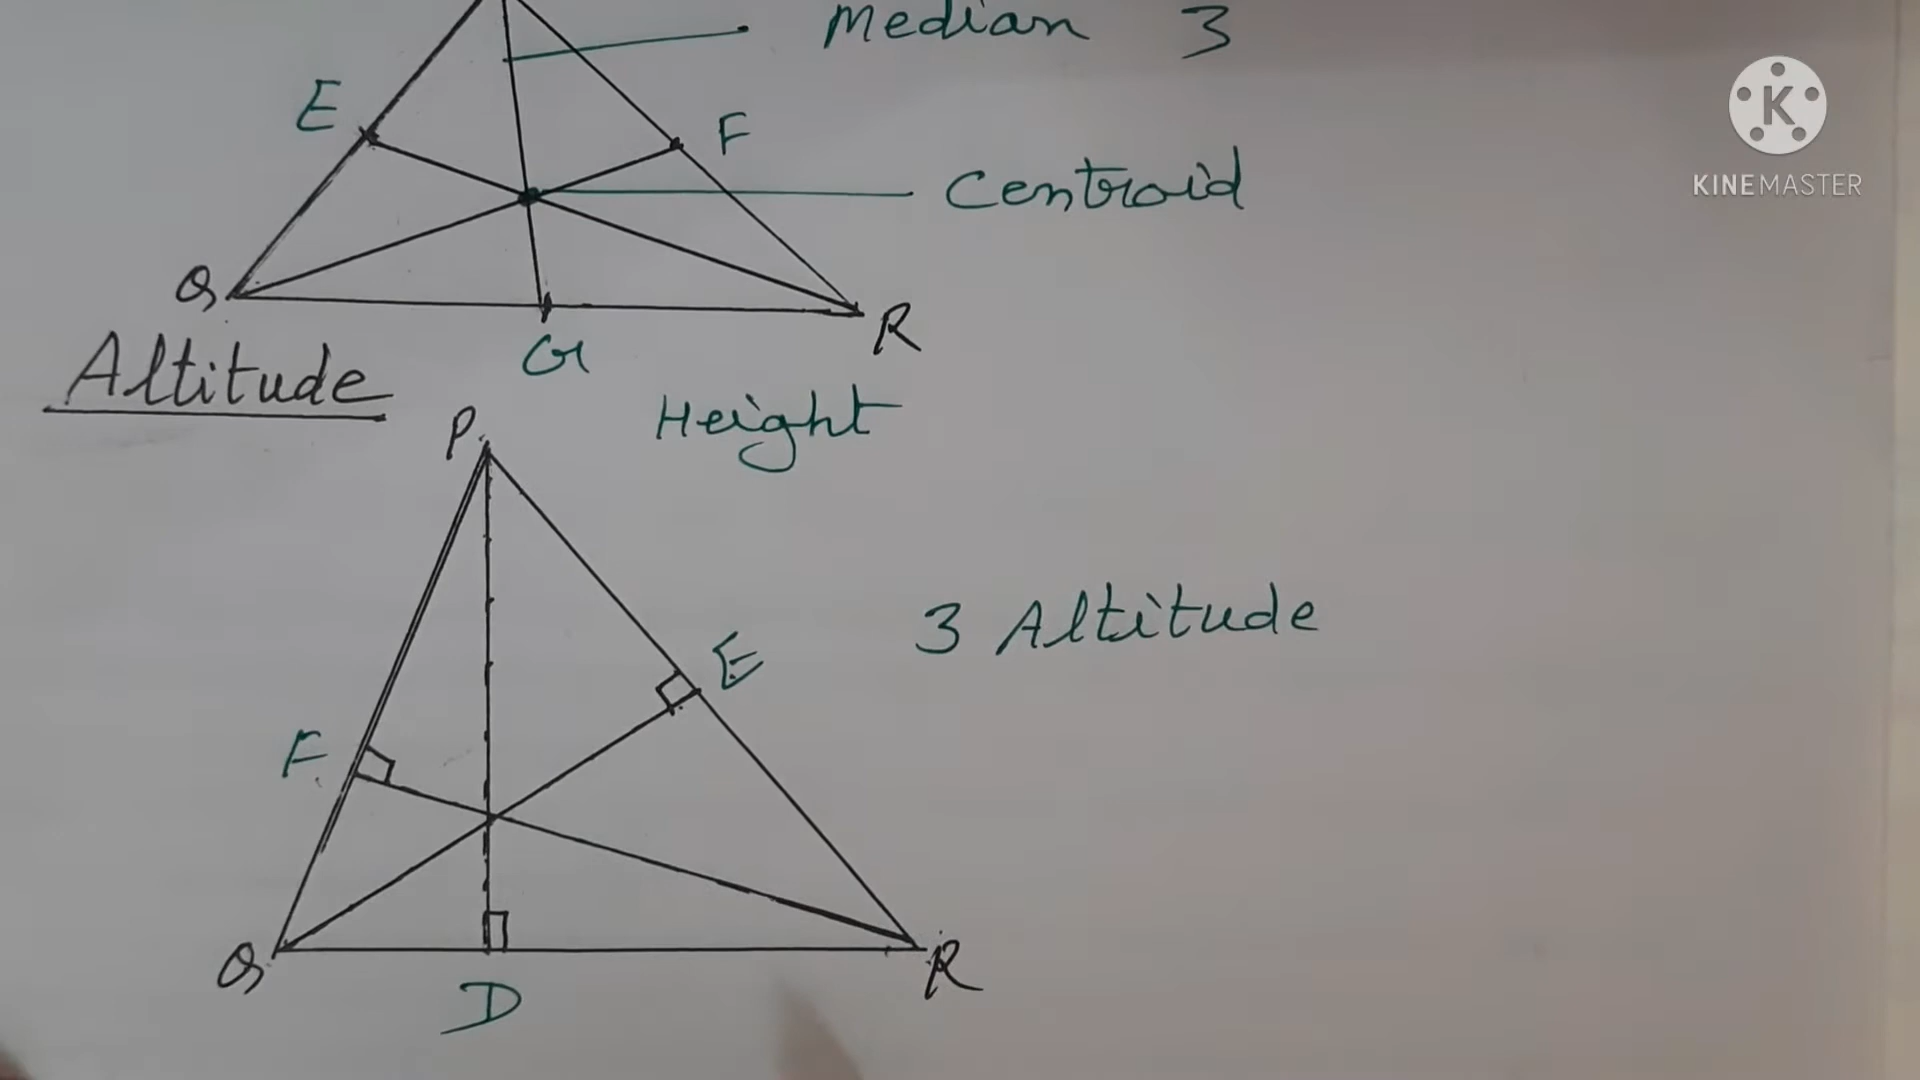 Median 3
E
F
Centroid
Q
R
G
Altitude
Height
P
3 Altitude
E
F
Q
R
D
K
KINEMASTER